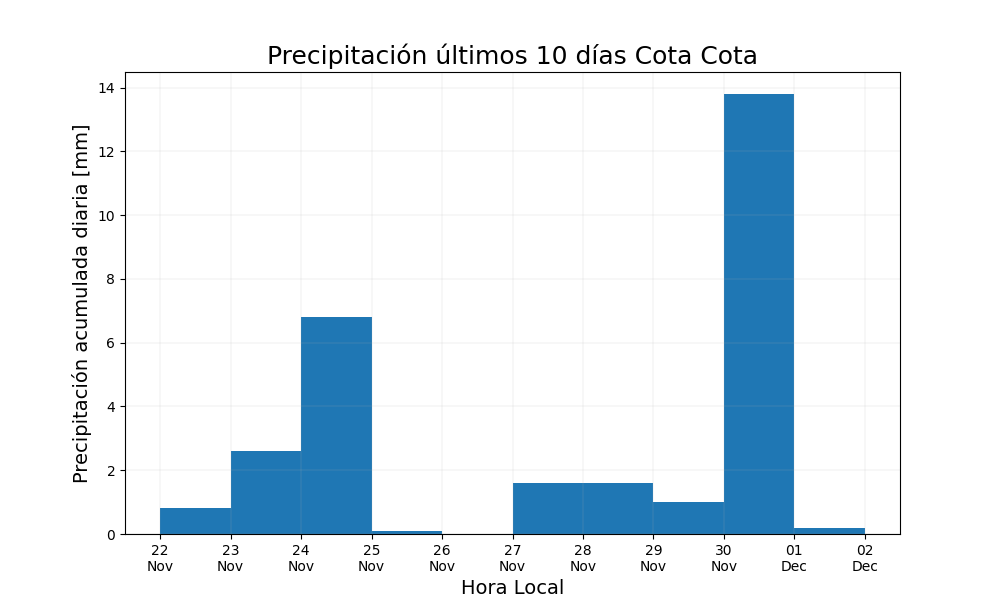 Precipitación últimos 10 días Cota Cota
Precipitación acumulada diaria [mm]
14
12
10
8
6
4
2
0
22 23 24 25 26 27 28 29 30 01 02
Nov Nov Nov Nov Nov Nov Nov Nov Nov Dec Dec
Hora Local